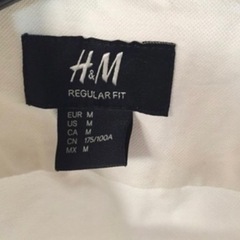 H&M
REGULAR FIT
EUR M
US M
CA M
CN 175/100A
MX M